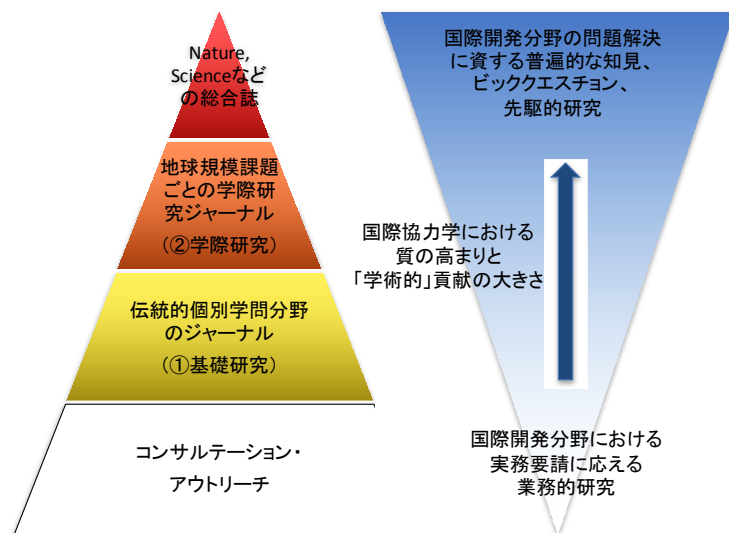 Nature,
Scienceなど
の総合誌
地球規模課題
ごとの学際研
究ジャーナル
（②学際研究）
伝統的個別学問分野
のジャーナル
（①基礎研究）
コンサルテーション・
アウトリーチ
国際開発分野の問題解決
に資する普遍的な知見、
ビッククエスチョン、
先駆的研究
国際協力学における
質の高まりと
「学術的」貢献の大きさ
国際開発分野における
実務要請に応える
業務的研究